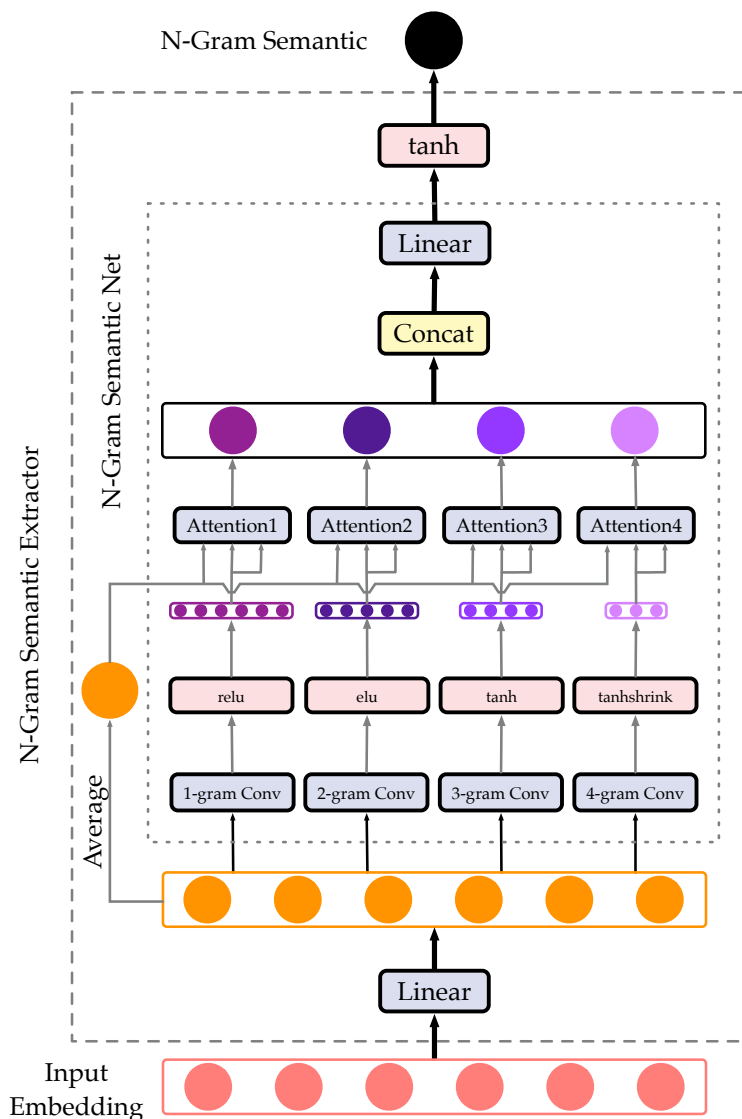 N-Gram Semantic
tanh
Linear
Concat
N-Gram Semantic Net
N-Gram Semantic Extractor
Attention1 Attention2 Attention3 Attention4
relu elu tanh tanhshrink
1-gram Conv 2-gram Conv 3-gram Conv 4-gram Conv
Average
Linear
Input
Embedding